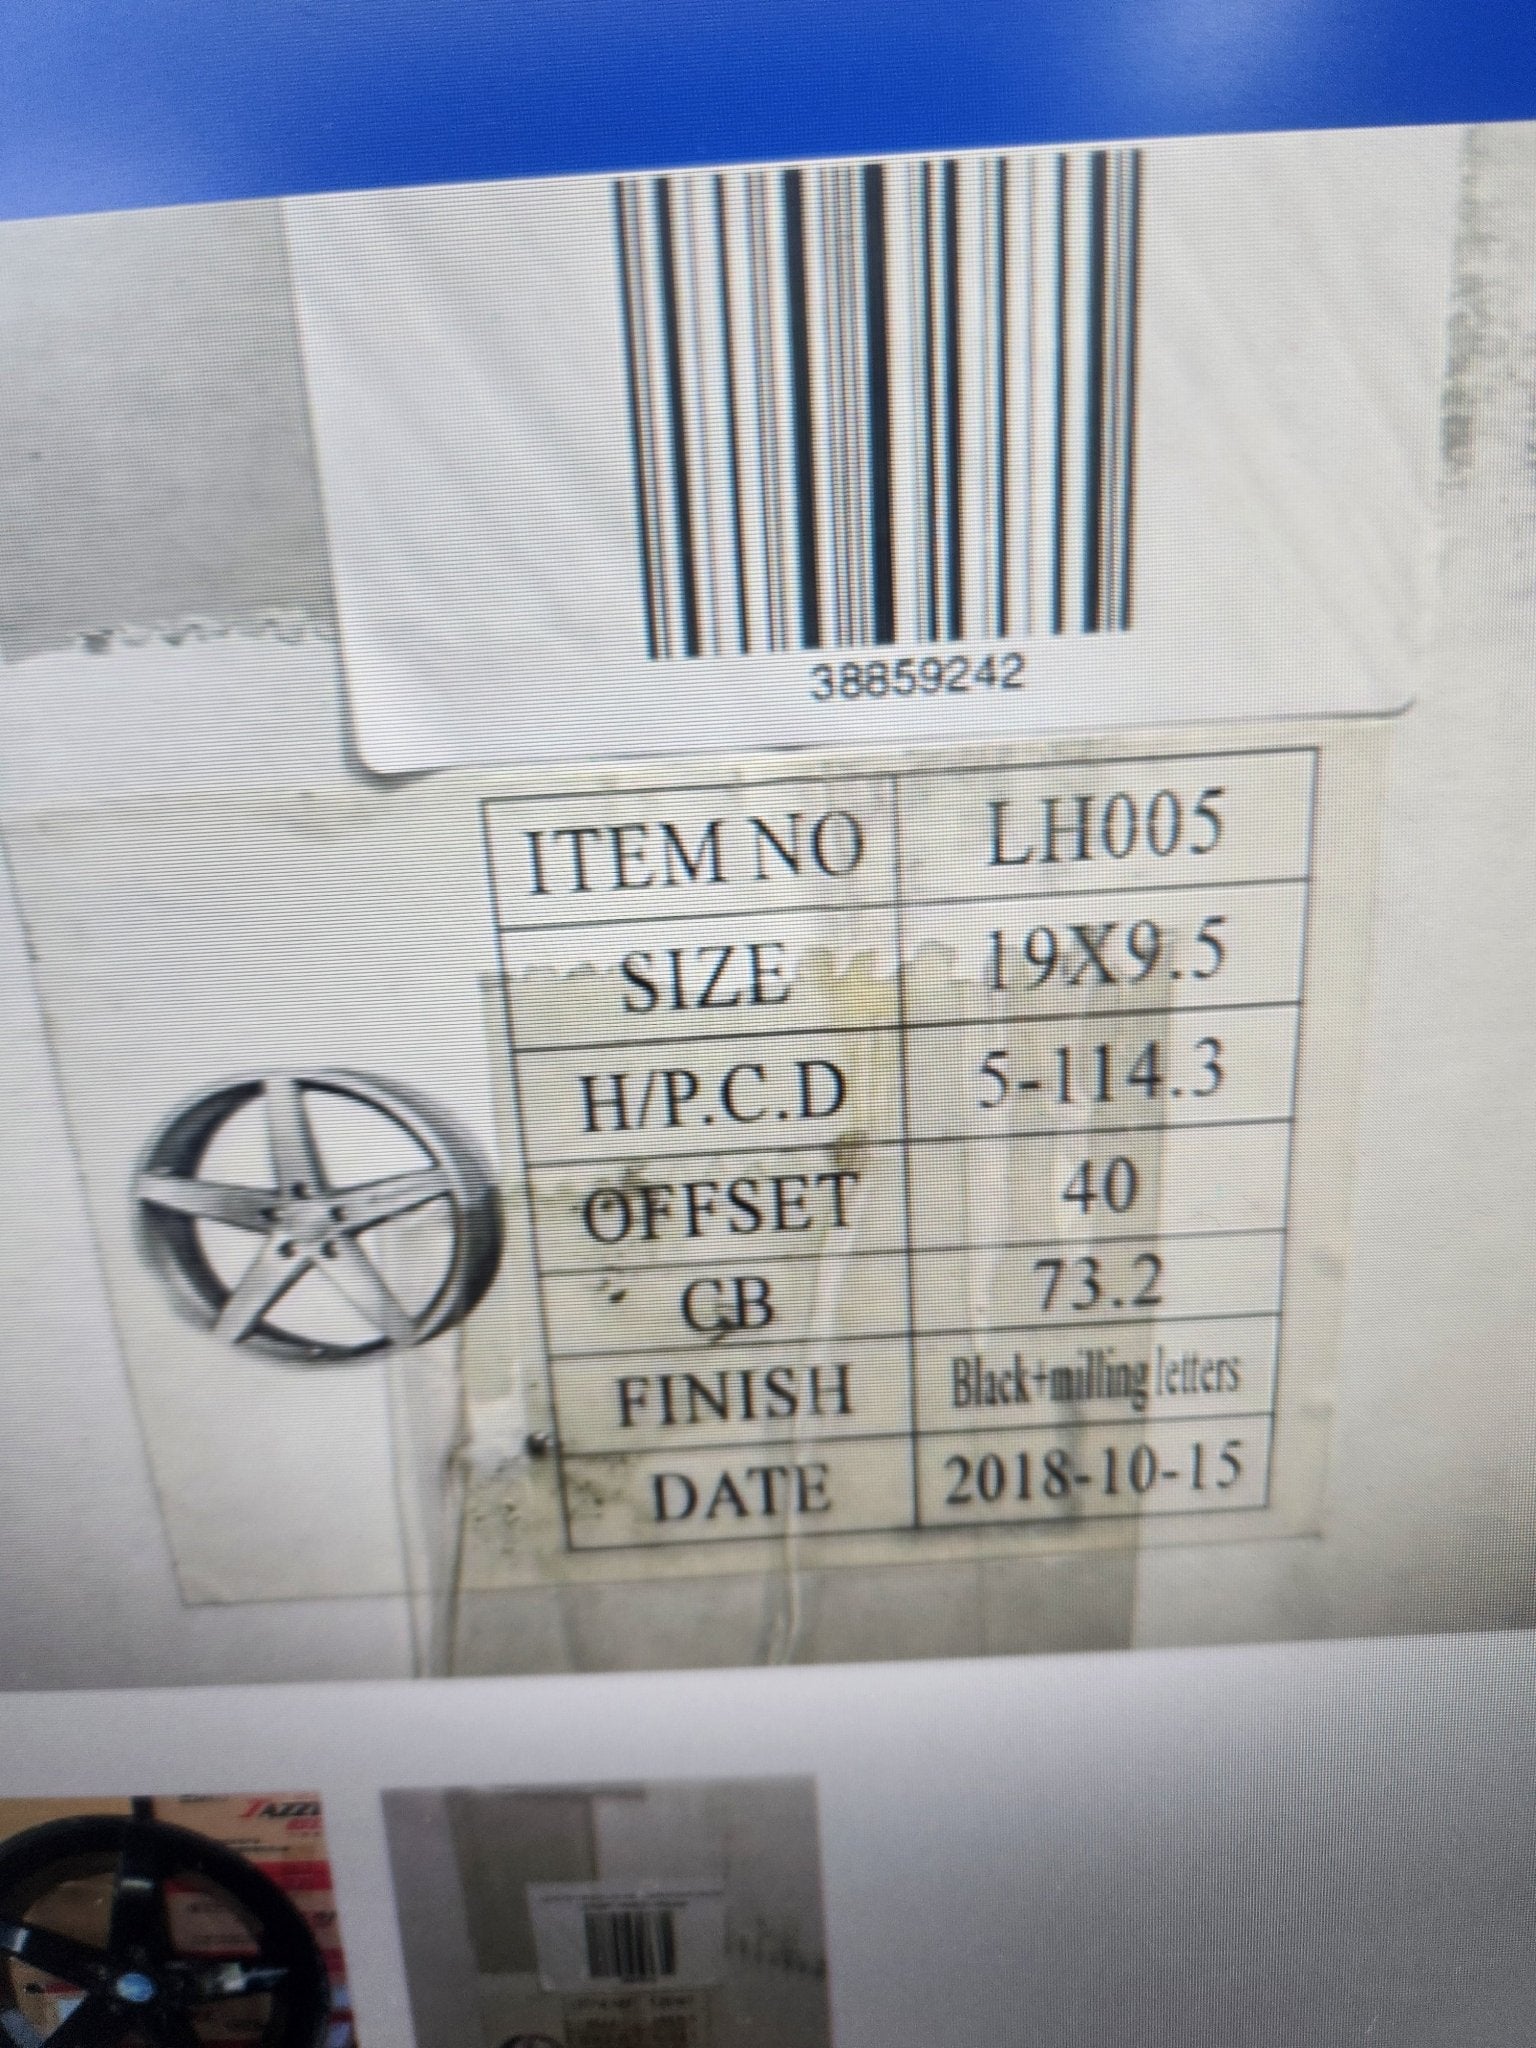 38859242
ITEM NO LH005
SIZE 19X9.5
H/P.C.D 5-114.3
OFFSET 40
CB 73.2
FINISH Black+milling letters
DATE 2018-10-15